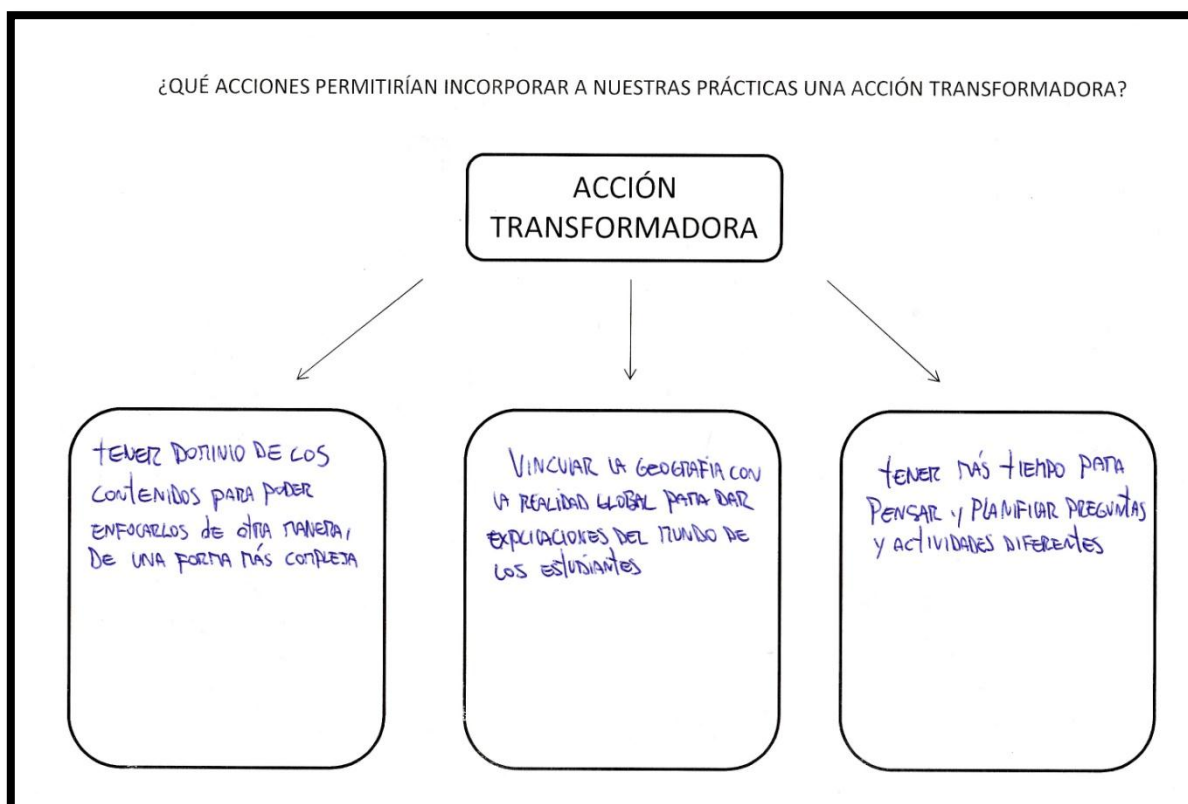 ¿QUÉ ACCIONES PERMITIRÍAN INCORPORAR A NUESTRAS PRÁCTICAS UNA ACCIÓN TRANSFORMADORA?
ACCIÓN
TRANSFORMADORA
TENER DOMINIO DE LOS
CONTENIDOS PARA PODER
ENFOCARLOS DE OTRA MANERA,
DE UNA FORMA MÁS COMPLEJA
VINCULAR LA GEOGRAFÍA CON
LA REALIDAD GLOBAL PARA DAR
EXPLICACIONES DEL MUNDO DE
LOS ESTUDIANTES
TENER MÁS TIEMPO PARA
PENSAR Y PLANIFICAR PREGUNTAS
Y ACTIVIDADES DIFERENTES